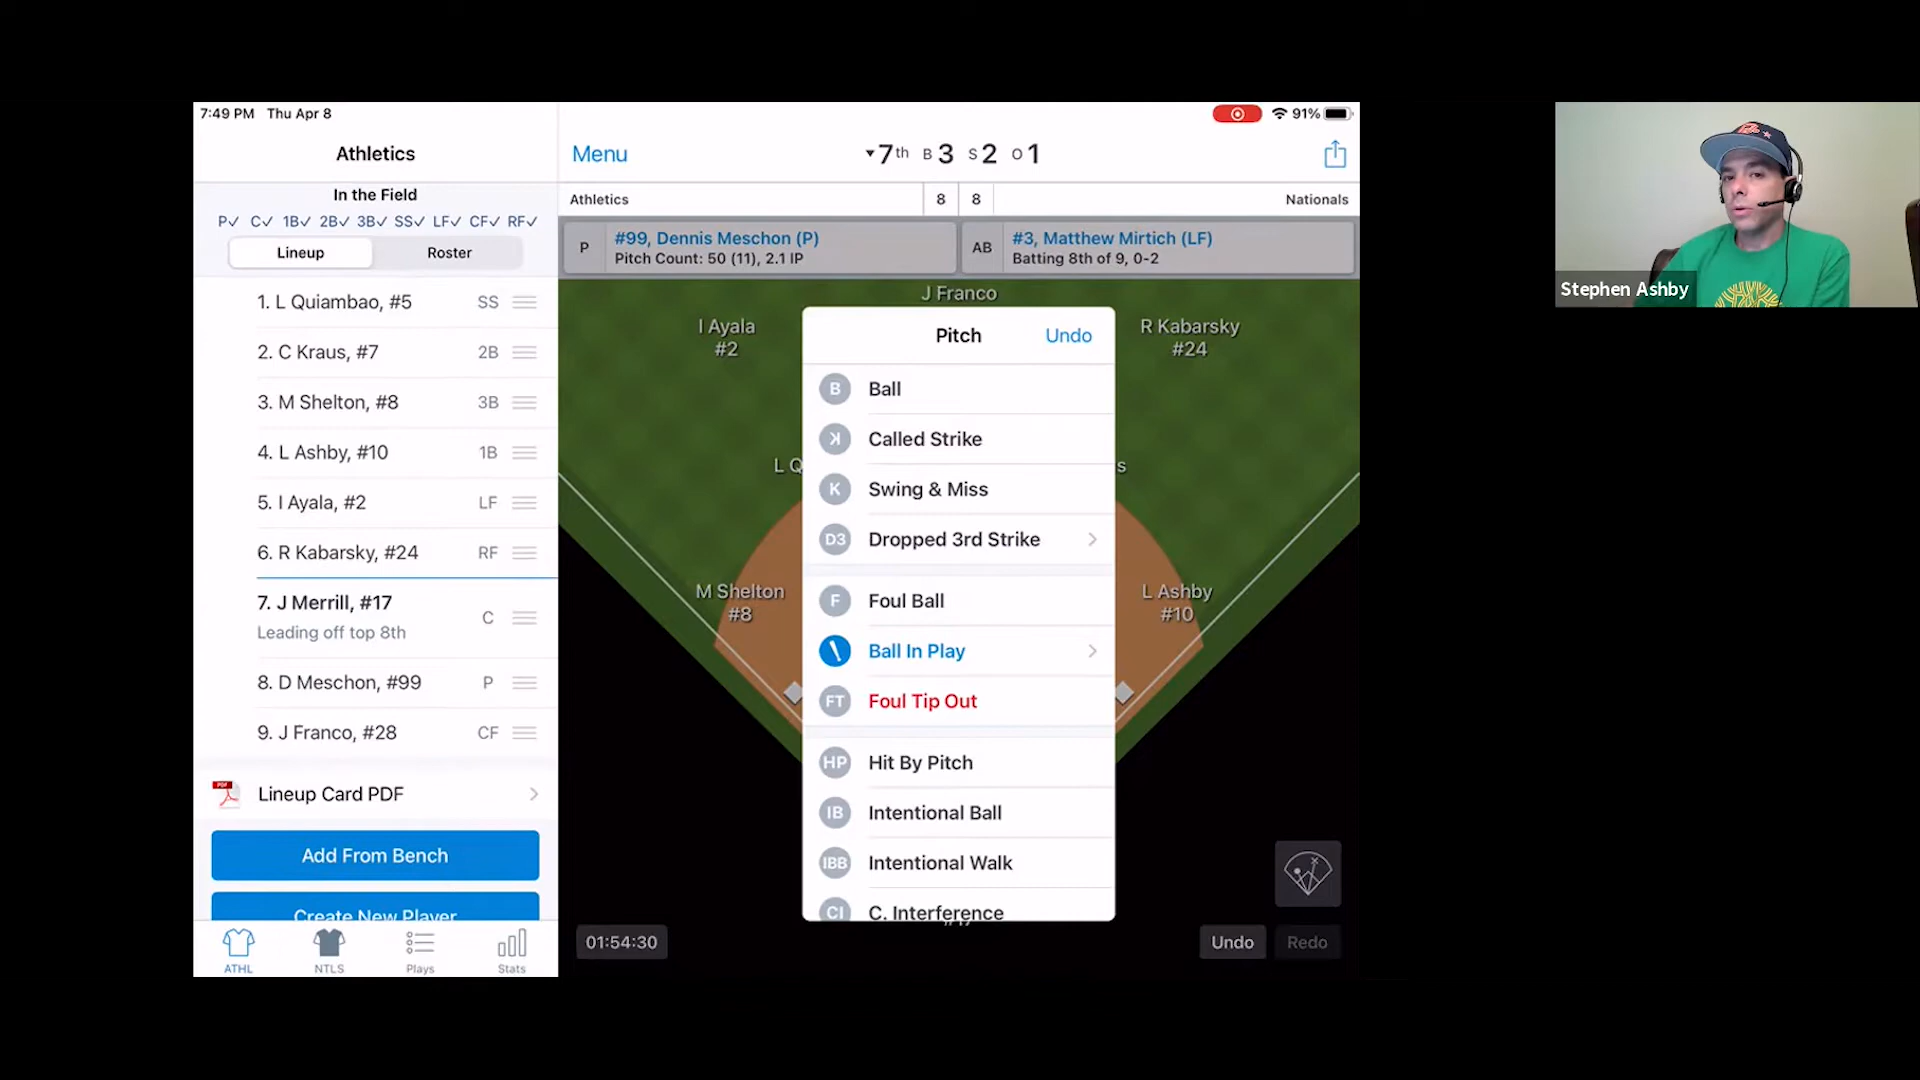 7:49 PM Thu Apr 8
91%
Athletics
In the Field
P✓ C✓ 1B✓ 2B✓ 3B✓ SS✓ LF✓ CF✓ RF✓
Lineup
Roster
1. L Quiambao, #5 SS
2. C Kraus, #7 2B
3. M Shelton, #8 3B
4. L Ashby, #10 1B
5. I Ayala, #2 LF
6. R Kabarsky, #24 RF
7. J Merrill, #17 C
Leading off top 8th
8. D Meschon, #99 P
9. J Franco, #28 CF
PDF
Lineup Card PDF
Add From Bench
Create New Player
ATHL
NTLS
Plays
Stats
Menu
▼7th B 3 S 2 O 1
Athletics 8 8 Nationals
P
#99, Dennis Meschon (P)
Pitch Count: 50 (11), 2.1 IP
AB
#3, Matthew Mirtich (LF)
Batting 8th of 9, 0-2
J Franco
I Ayala
#2
R Kabarsky
#24
L Q
s
M Shelton
#8
L Ashby
#10
Pitch
Undo
B Ball
K Called Strike
K Swing & Miss
D3 Dropped 3rd Strike
F Foul Ball
Ball In Play
FT Foul Tip Out
HP Hit By Pitch
IB Intentional Ball
IBB Intentional Walk
CI C. Interference
01:54:30
Undo
Redo
Stephen Ashby